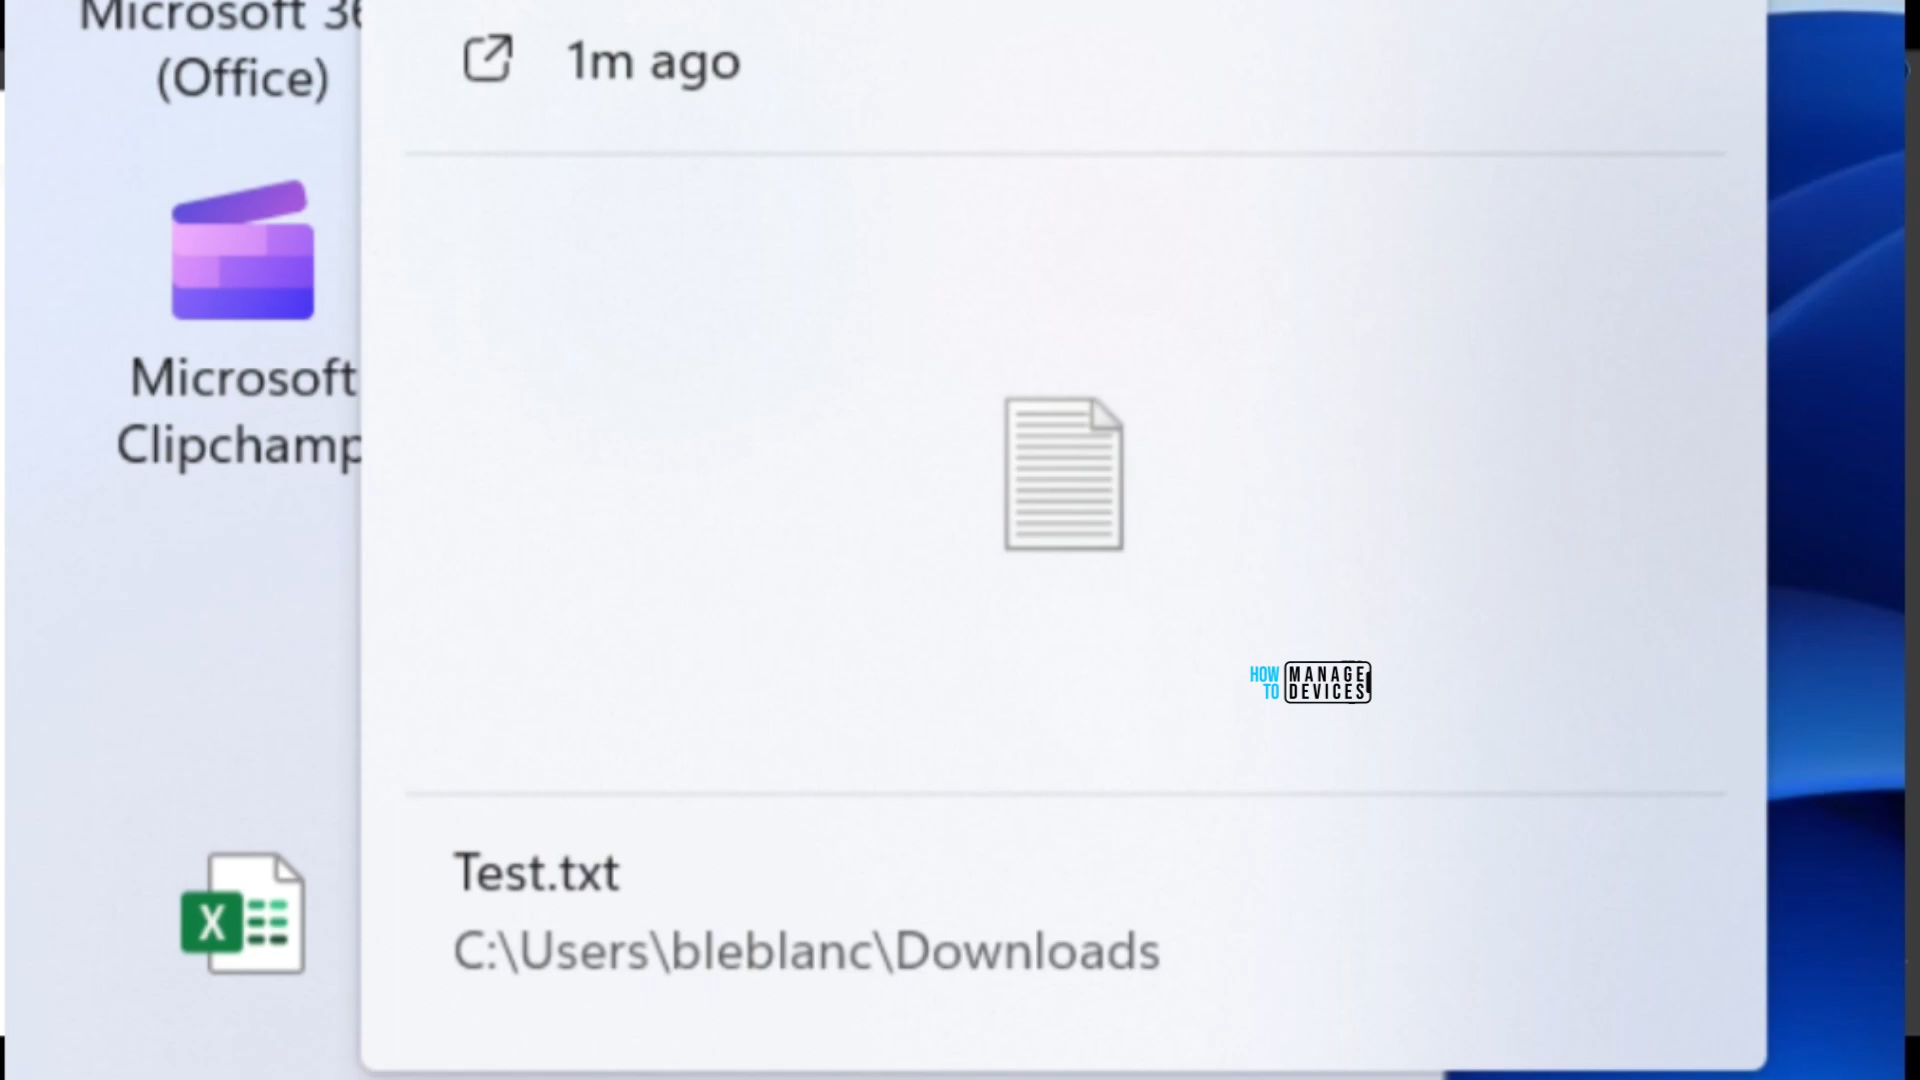 Microsoft 36
(Office)
1m ago
Microsoft
Clipchamp
HOW TO MANAGE DEVICES
X
Test.txt
C:\Users\bleblanc\Downloads